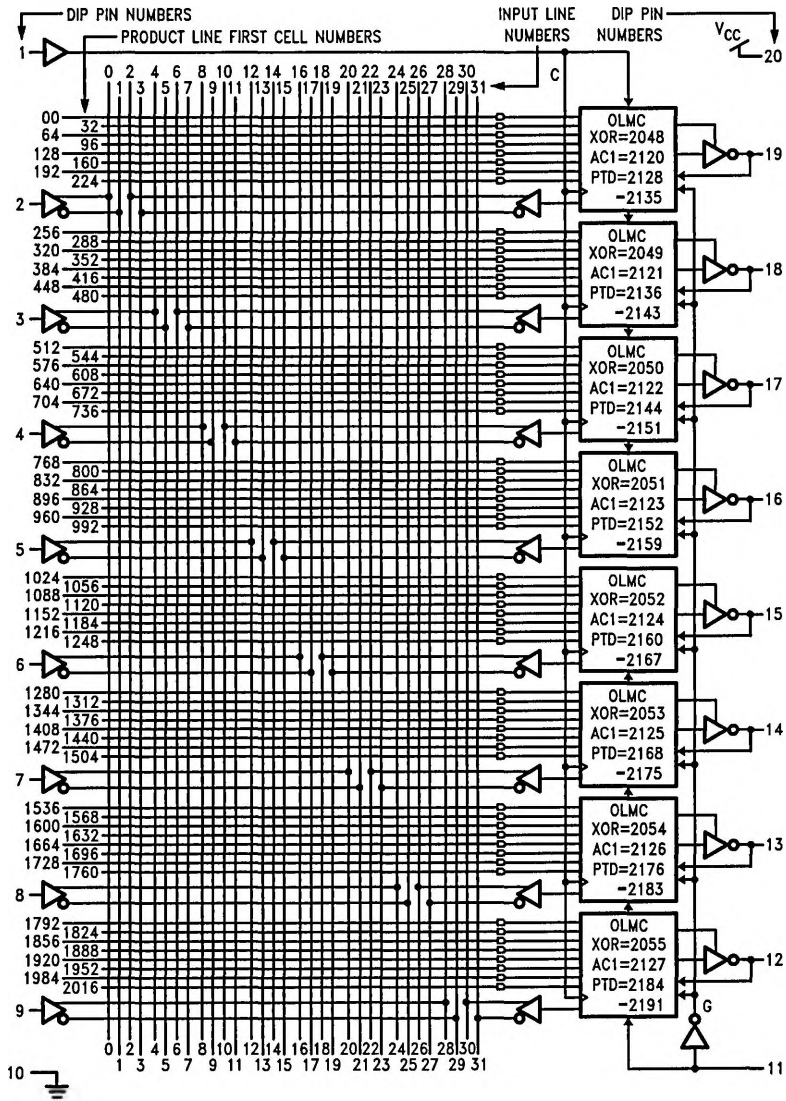 DIP PIN NUMBERS
PRODUCT LINE FIRST CELL NUMBERS
INPUT LINE NUMBERS
DIP PIN NUMBERS
VCC
20
1
C
0 2 4 6 8 10 12 14 16 18 20 22 24 26 28 30
1 3 5 7 9 11 13 15 17 19 21 23 25 27 29 31
00
32
64
96
128
160
192
224
OLMC
XOR=2048
AC1=2120
PTD=2128
-2135
19
2
256
288
320
352
384
416
448
480
OLMC
XOR=2049
AC1=2121
PTD=2136
-2143
18
3
512
544
576
608
640
672
704
736
OLMC
XOR=2050
AC1=2122
PTD=2144
-2151
17
4
768
800
832
864
896
928
960
992
OLMC
XOR=2051
AC1=2123
PTD=2152
-2159
16
5
1024
1056
1088
1120
1152
1184
1216
1248
OLMC
XOR=2052
AC1=2124
PTD=2160
-2167
15
6
1280
1312
1344
1376
1408
1440
1472
1504
OLMC
XOR=2053
AC1=2125
PTD=2168
-2175
14
7
1536
1568
1600
1632
1664
1696
1728
1760
OLMC
XOR=2054
AC1=2126
PTD=2176
-2183
13
8
1792
1824
1856
1888
1920
1952
1984
2016
OLMC
XOR=2055
AC1=2127
PTD=2184
-2191
12
9
G
0 2 4 6 8 10 12 14 16 18 20 22 24 26 28 30
1 3 5 7 9 11 13 15 17 19 21 23 25 27 29 31
10
11